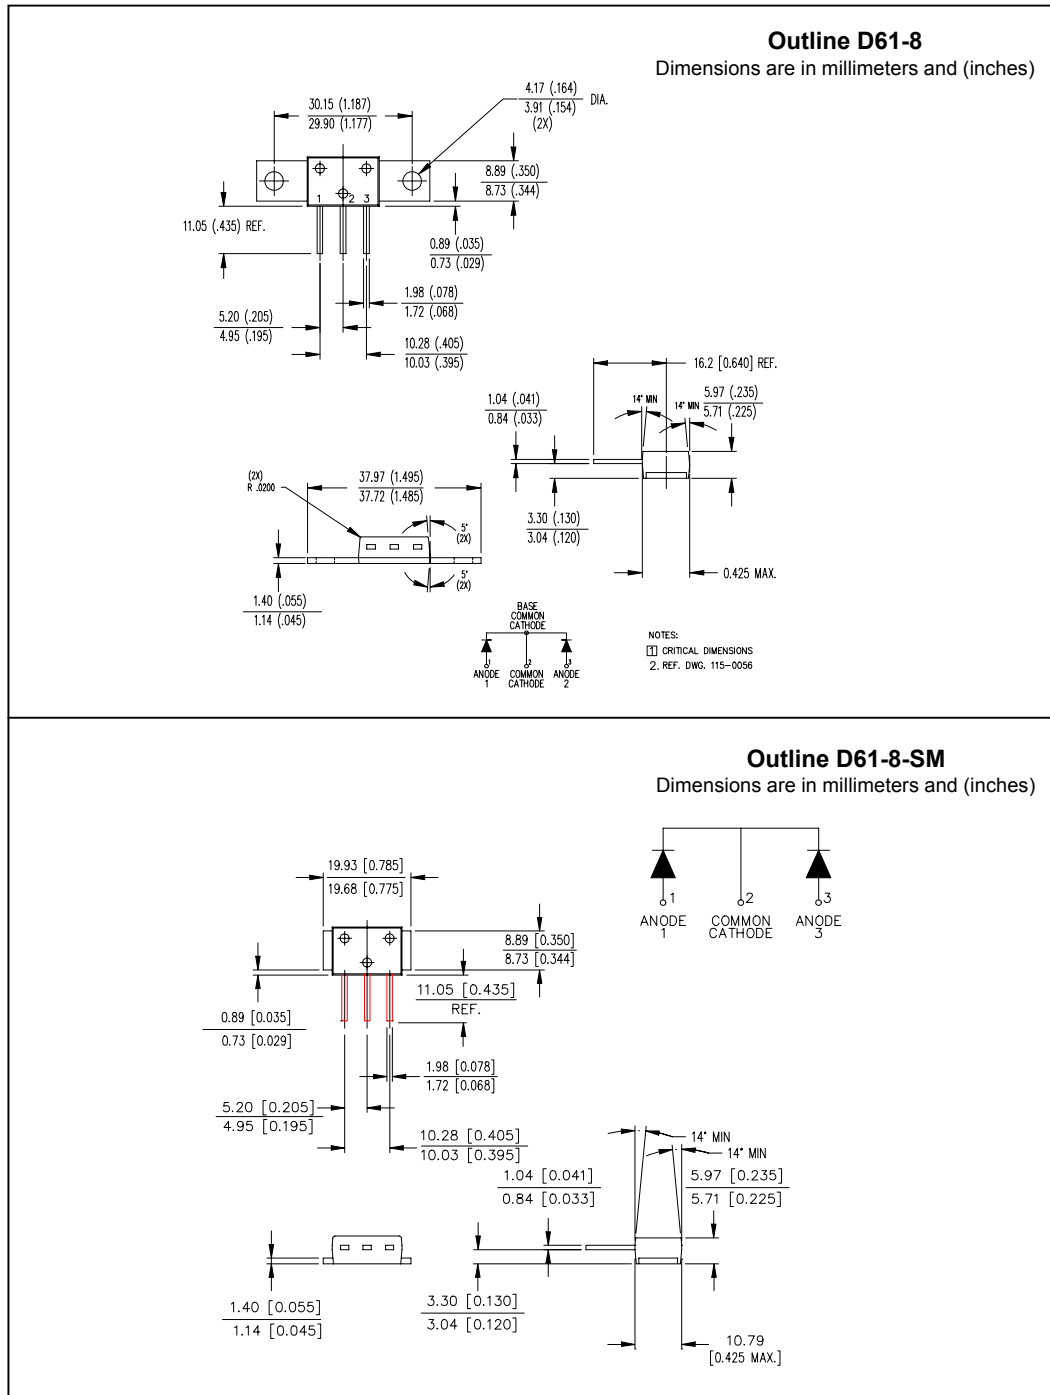 Outline D61-8
Dimensions are in millimeters and (inches)
30.15 (1.187)
29.90 (1.177)
4.17 (.164)
3.91 (.154)
(2X)
DIA.
8.89 (.350)
8.73 (.344)
1 2 3
11.05 (.435) REF.
0.89 (.035)
0.73 (.029)
1.98 (.078)
1.72 (.068)
5.20 (.205)
4.95 (.195)
10.28 (.405)
10.03 (.395)
16.2 [0.640] REF.
1.04 (.041)
0.84 (.033)
14° MIN
14° MIN
5.97 (.235)
5.71 (.225)
(2X)
R .0200
37.97 (1.495)
37.72 (1.485)
5°
(2X)
3.30 (.130)
3.04 (.120)
5°
(2X)
0.425 MAX.
1.40 (.055)
1.14 (.045)
BASE
COMMON
CATHODE
1 2 3
ANODE COMMON ANODE
1 CATHODE 2
NOTES:
1 CRITICAL DIMENSIONS
2. REF. DWG. 115-0056
Outline D61-8-SM
Dimensions are in millimeters and (inches)
19.93 [0.785]
19.68 [0.775]
1 2 3
ANODE COMMON ANODE
1 CATHODE 3
8.89 [0.350]
8.73 [0.344]
11.05 [0.435]
REF.
0.89 [0.035]
0.73 [0.029]
1.98 [0.078]
1.72 [0.068]
5.20 [0.205]
4.95 [0.195]
10.28 [0.405]
10.03 [0.395]
14° MIN
14° MIN
1.04 [0.041]
0.84 [0.033]
5.97 [0.235]
5.71 [0.225]
1.40 [0.055]
1.14 [0.045]
3.30 [0.130]
3.04 [0.120]
10.79
[0.425 MAX.]